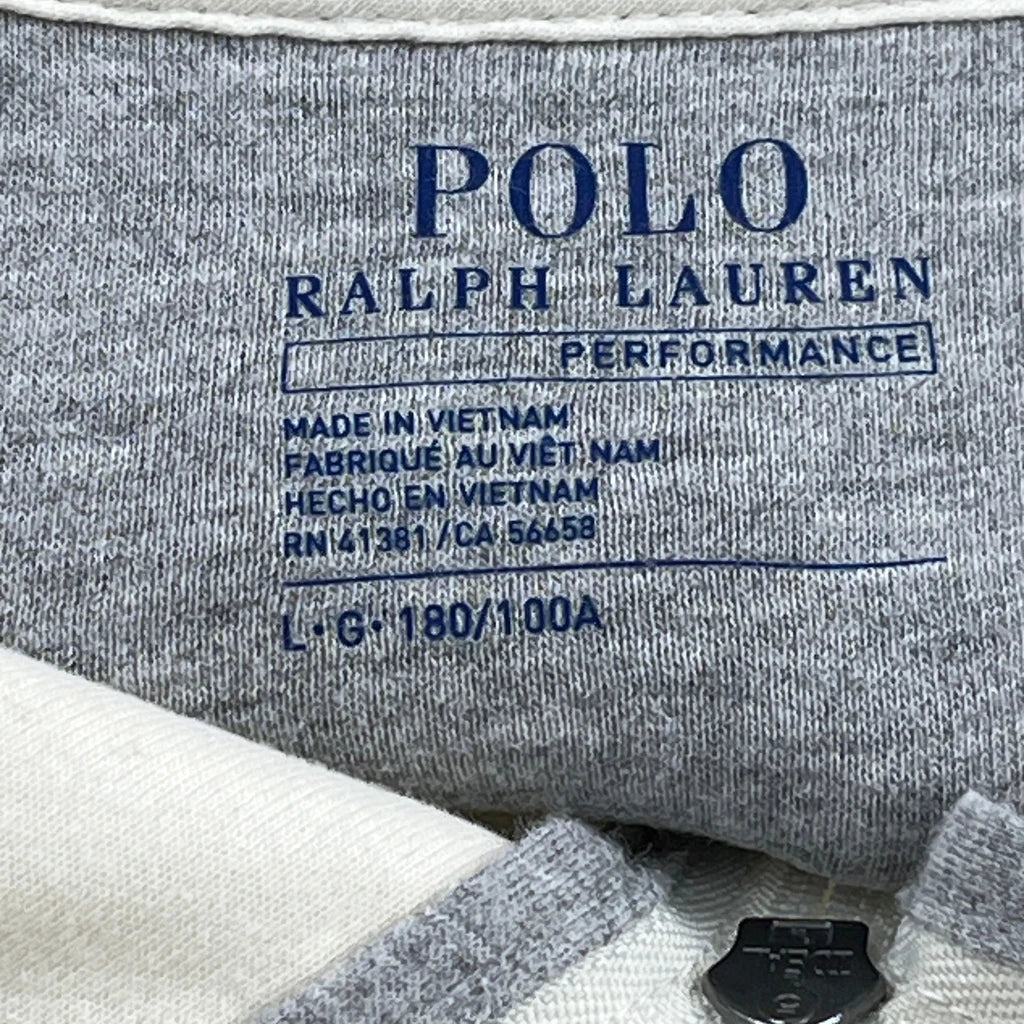 POLO
RALPH LAUREN
PERFORMANCE
MADE IN VIETNAM
FABRIQUÉ AU VIÊT NAM
HECHO EN VIETNAM
RN 41381/CA 56658
L·G·180/100A